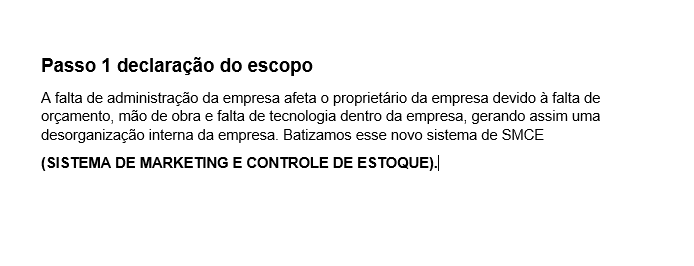 Passo 1 declaração do escopo
A falta de administração da empresa afeta o proprietário da empresa devido à falta de
orçamento, mão de obra e falta de tecnologia dentro da empresa, gerando assim uma
desorganização interna da empresa. Batizamos esse novo sistema de SMCE
(SISTEMA DE MARKETING E CONTROLE DE ESTOQUE).